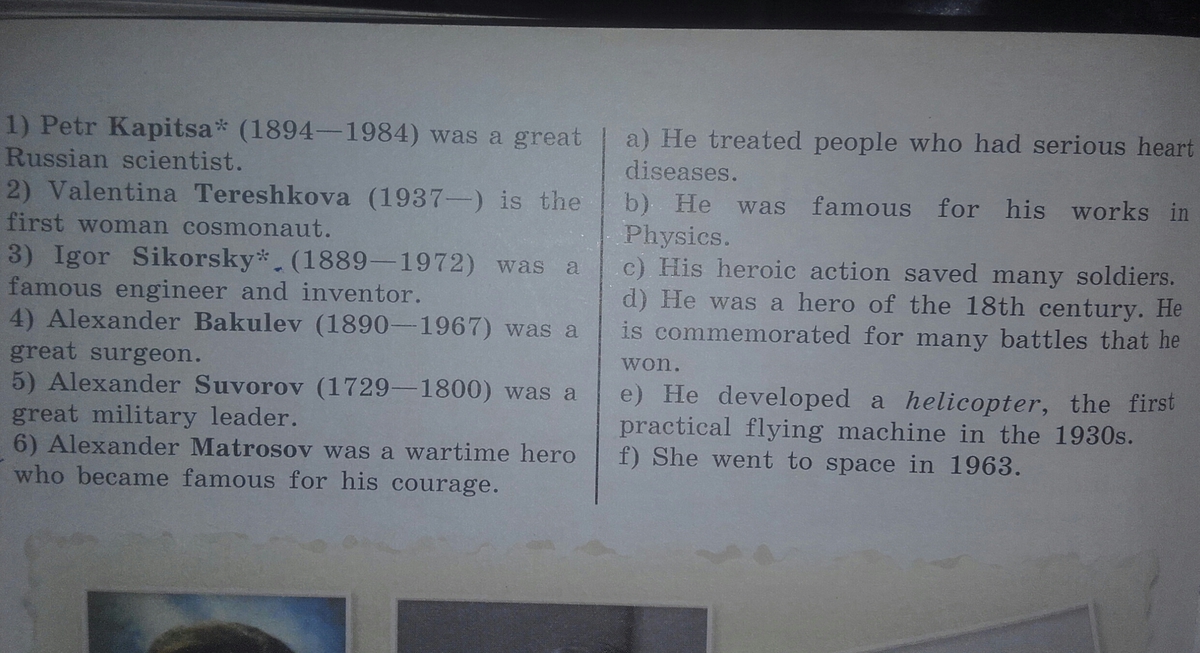 1) Petr Kapitsa* (1894—1984) was a great
Russian scientist.
2) Valentina Tereshkova (1937—) is the
first woman cosmonaut.
3) Igor Sikorsky* (1889—1972) was a
famous engineer and inventor.
4) Alexander Bakulev (1890—1967) was a
great surgeon.
5) Alexander Suvorov (1729—1800) was a
great military leader.
6) Alexander Matrosov was a wartime hero
who became famous for his courage.
a) He treated people who had serious heart
diseases.
b) He was famous for his works in
Physics.
c) His heroic action saved many soldiers.
d) He was a hero of the 18th century. He
is commemorated for many battles that he
won.
e) He developed a helicopter, the first
practical flying machine in the 1930s.
f) She went to space in 1963.